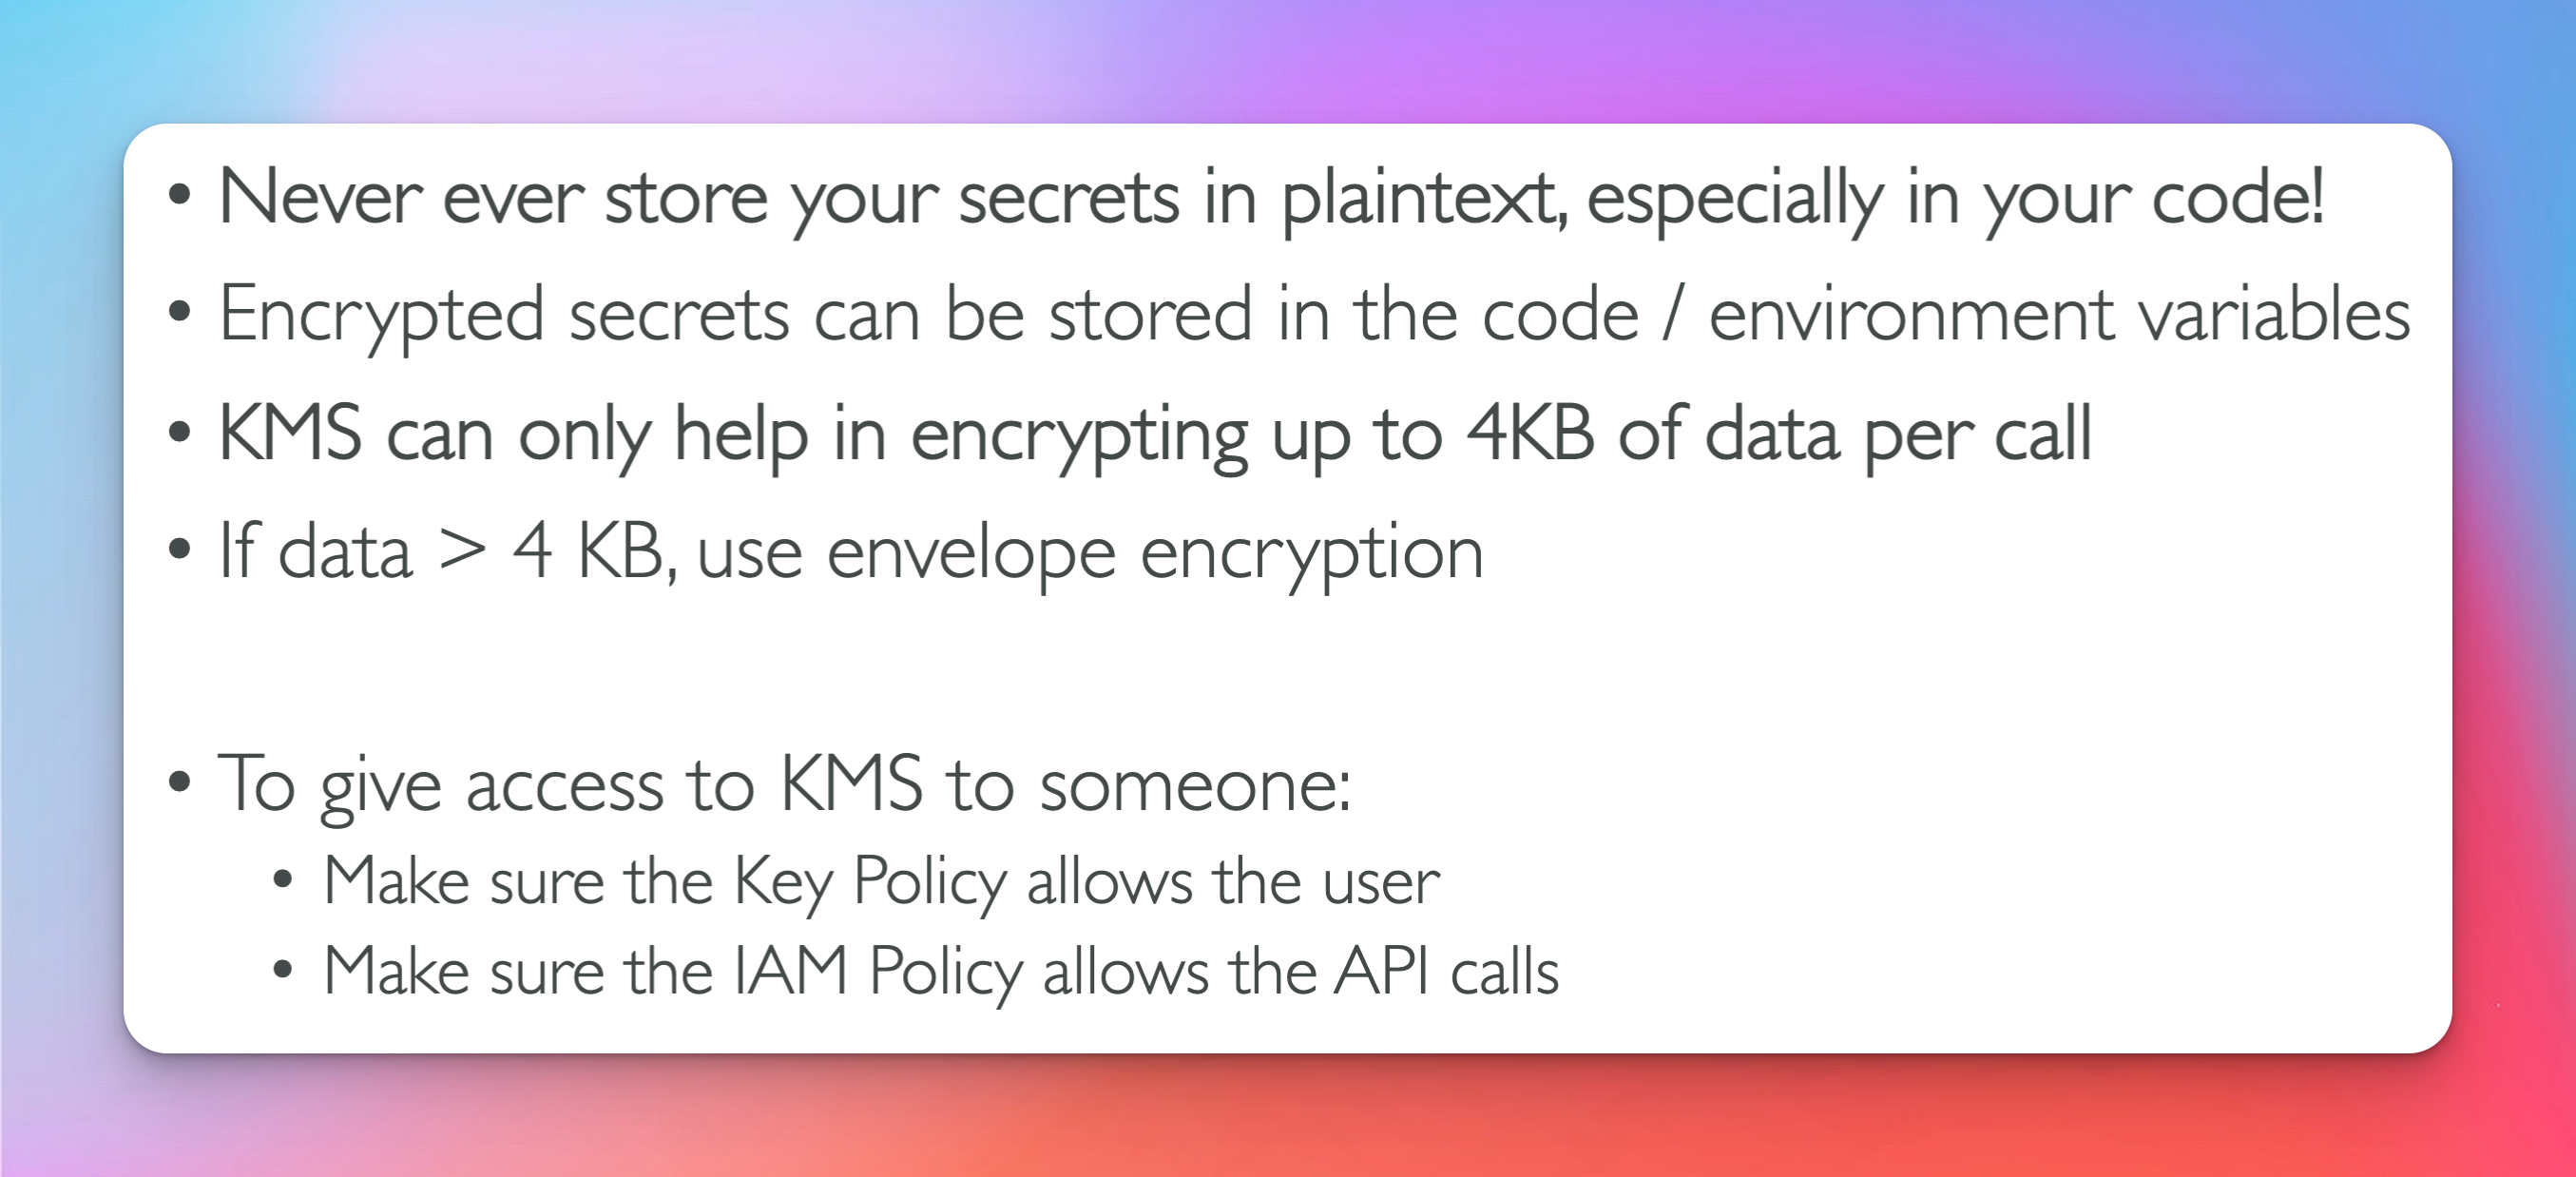 • Never ever store your secrets in plaintext, especially in your code!
• Encrypted secrets can be stored in the code / environment variables
• KMS can only help in encrypting up to 4KB of data per call
• If data > 4 KB, use envelope encryption
• To give access to KMS to someone:
• Make sure the Key Policy allows the user
• Make sure the IAM Policy allows the API calls